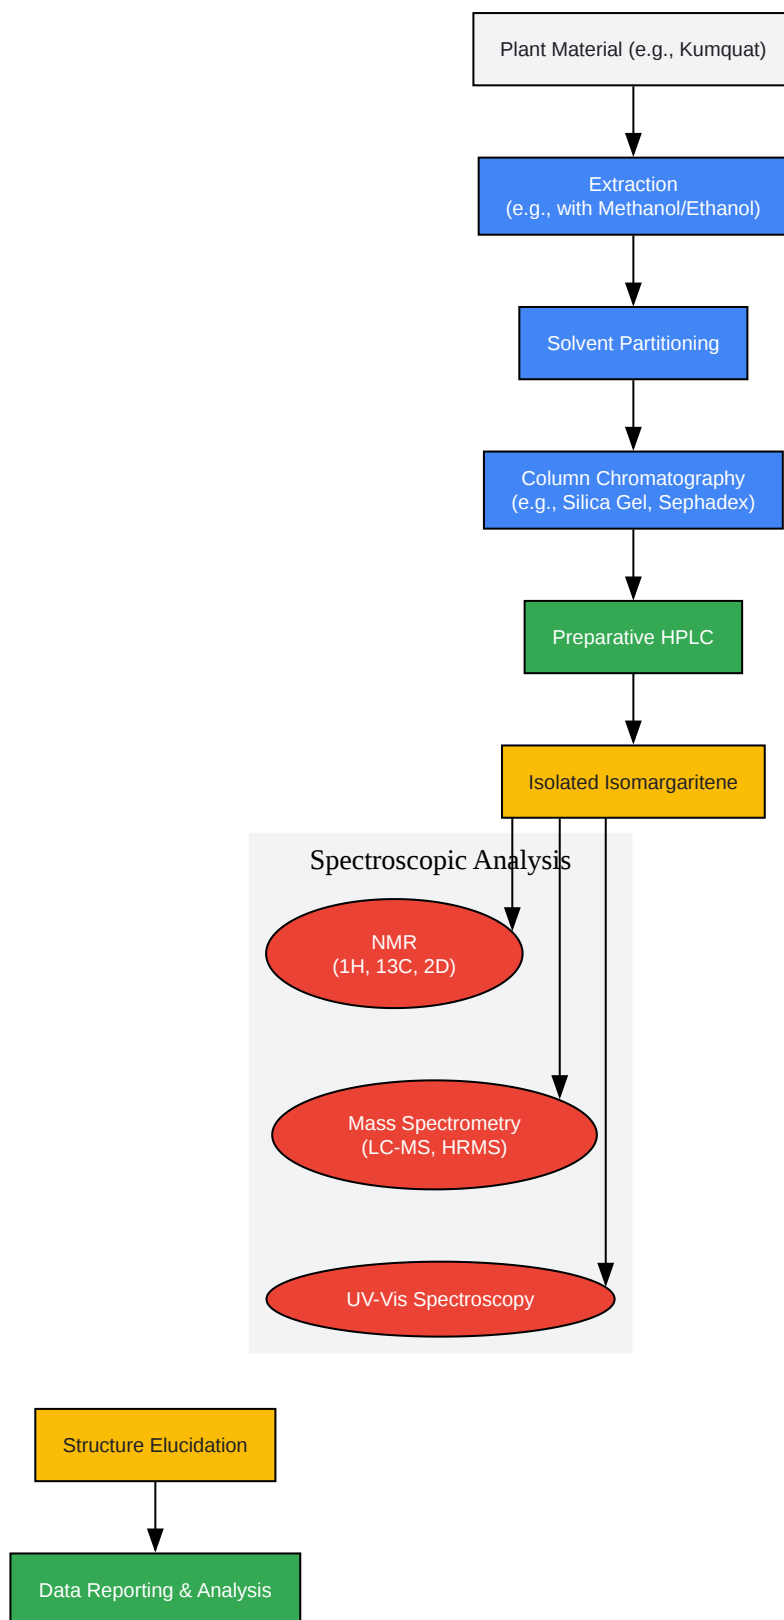 Plant Material (e.g., Kumquat)
Extraction
(e.g., with Methanol/Ethanol)
Solvent Partitioning
Column Chromatography
(e.g., Silica Gel, Sephadex)
Preparative HPLC
Isolated Isomargaritene
Spectroscopic Analysis
NMR
(1H, 13C, 2D)
Mass Spectrometry
(LC-MS, HRMS)
UV-Vis Spectroscopy
Structure Elucidation
Data Reporting & Analysis